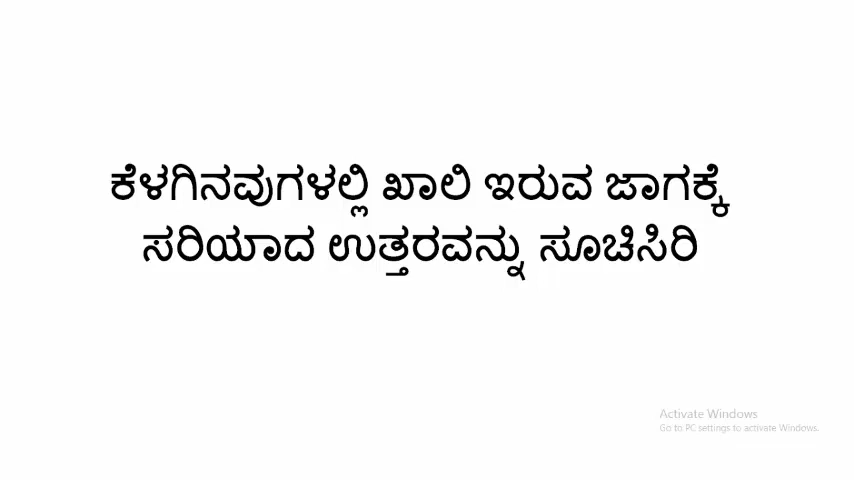 ಕೆಳಗಿನವುಗಳಲ್ಲಿ ಖಾಲಿ ಇರುವ ಜಾಗಕ್ಕೆ
ಸರಿಯಾದ ಉತ್ತರವನ್ನು ಸೂಚಿಸಿರಿ
Activate Windows
Go to PC settings to activate Windows.